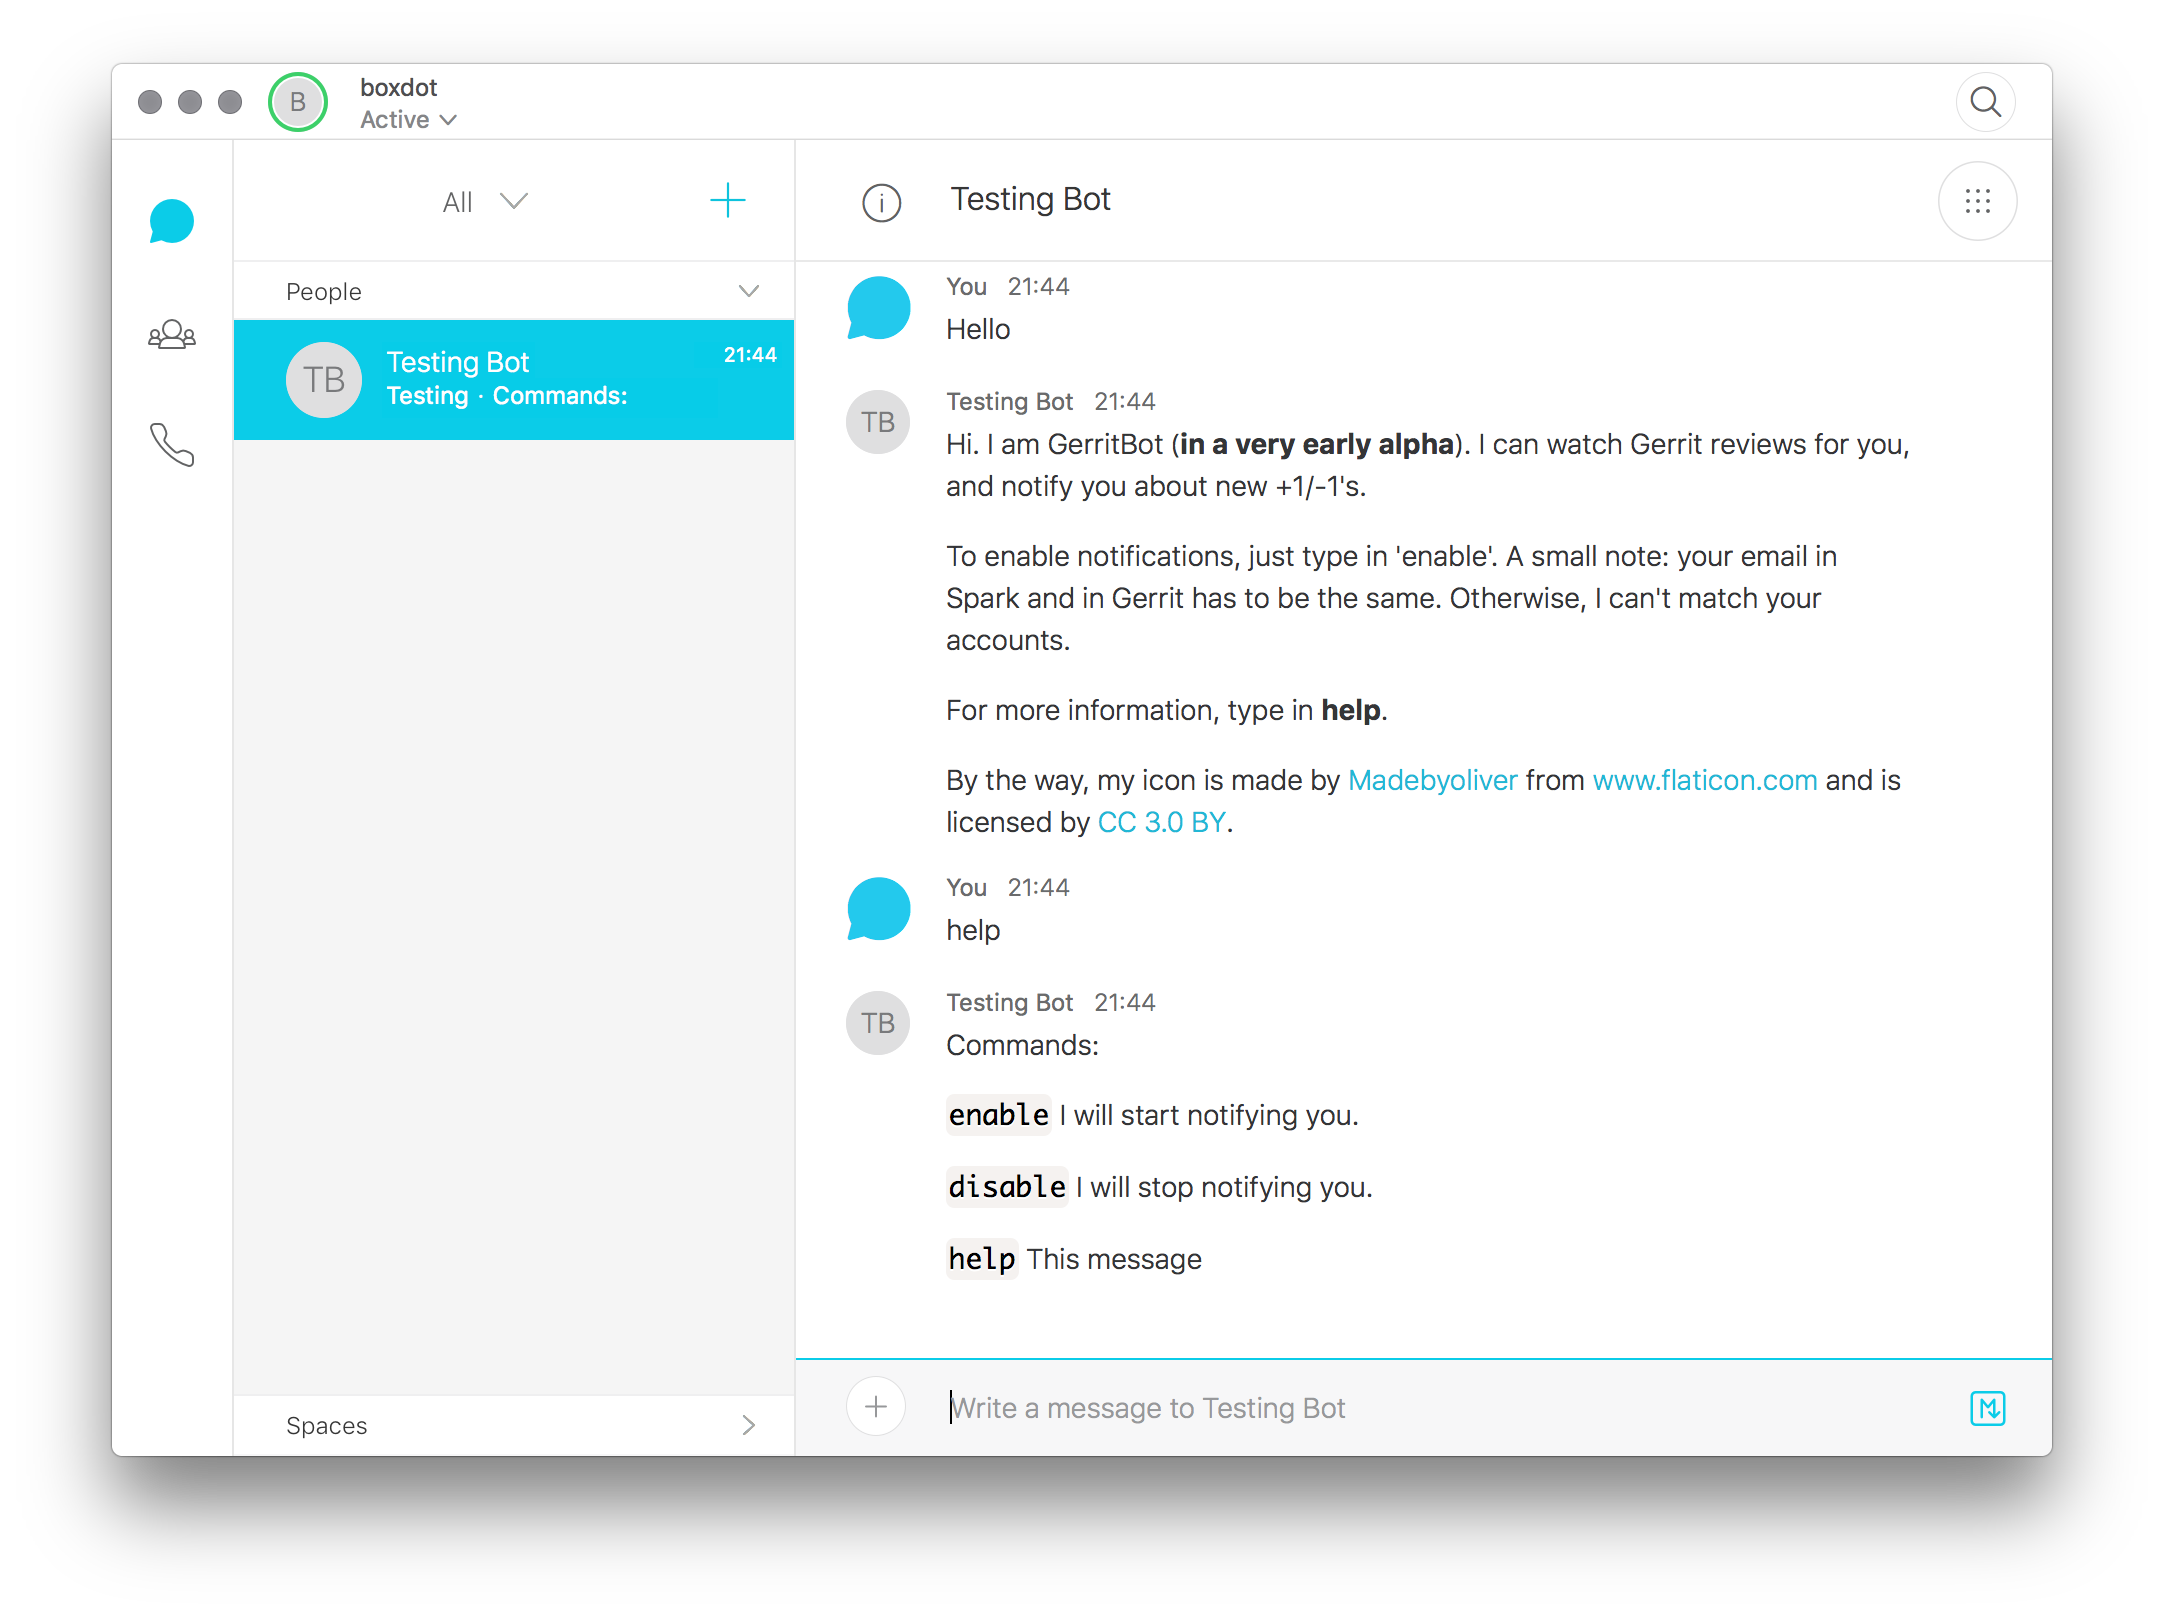 B
boxdot
Active
All
People
TB
Testing Bot
21:44
Testing · Commands:
Spaces
Testing Bot
You 21:44
Hello
TB
Testing Bot 21:44
Hi. I am GerritBot (in a very early alpha). I can watch Gerrit reviews for you,
and notify you about new +1/-1's.
To enable notifications, just type in 'enable'. A small note: your email in
Spark and in Gerrit has to be the same. Otherwise, I can't match your
accounts.
For more information, type in help.
By the way, my icon is made by Madebyoliver from www.flaticon.com and is
licensed by CC 3.0 BY.
You 21:44
help
TB
Testing Bot 21:44
Commands:
enable I will start notifying you.
disable I will stop notifying you.
help This message
Write a message to Testing Bot
M